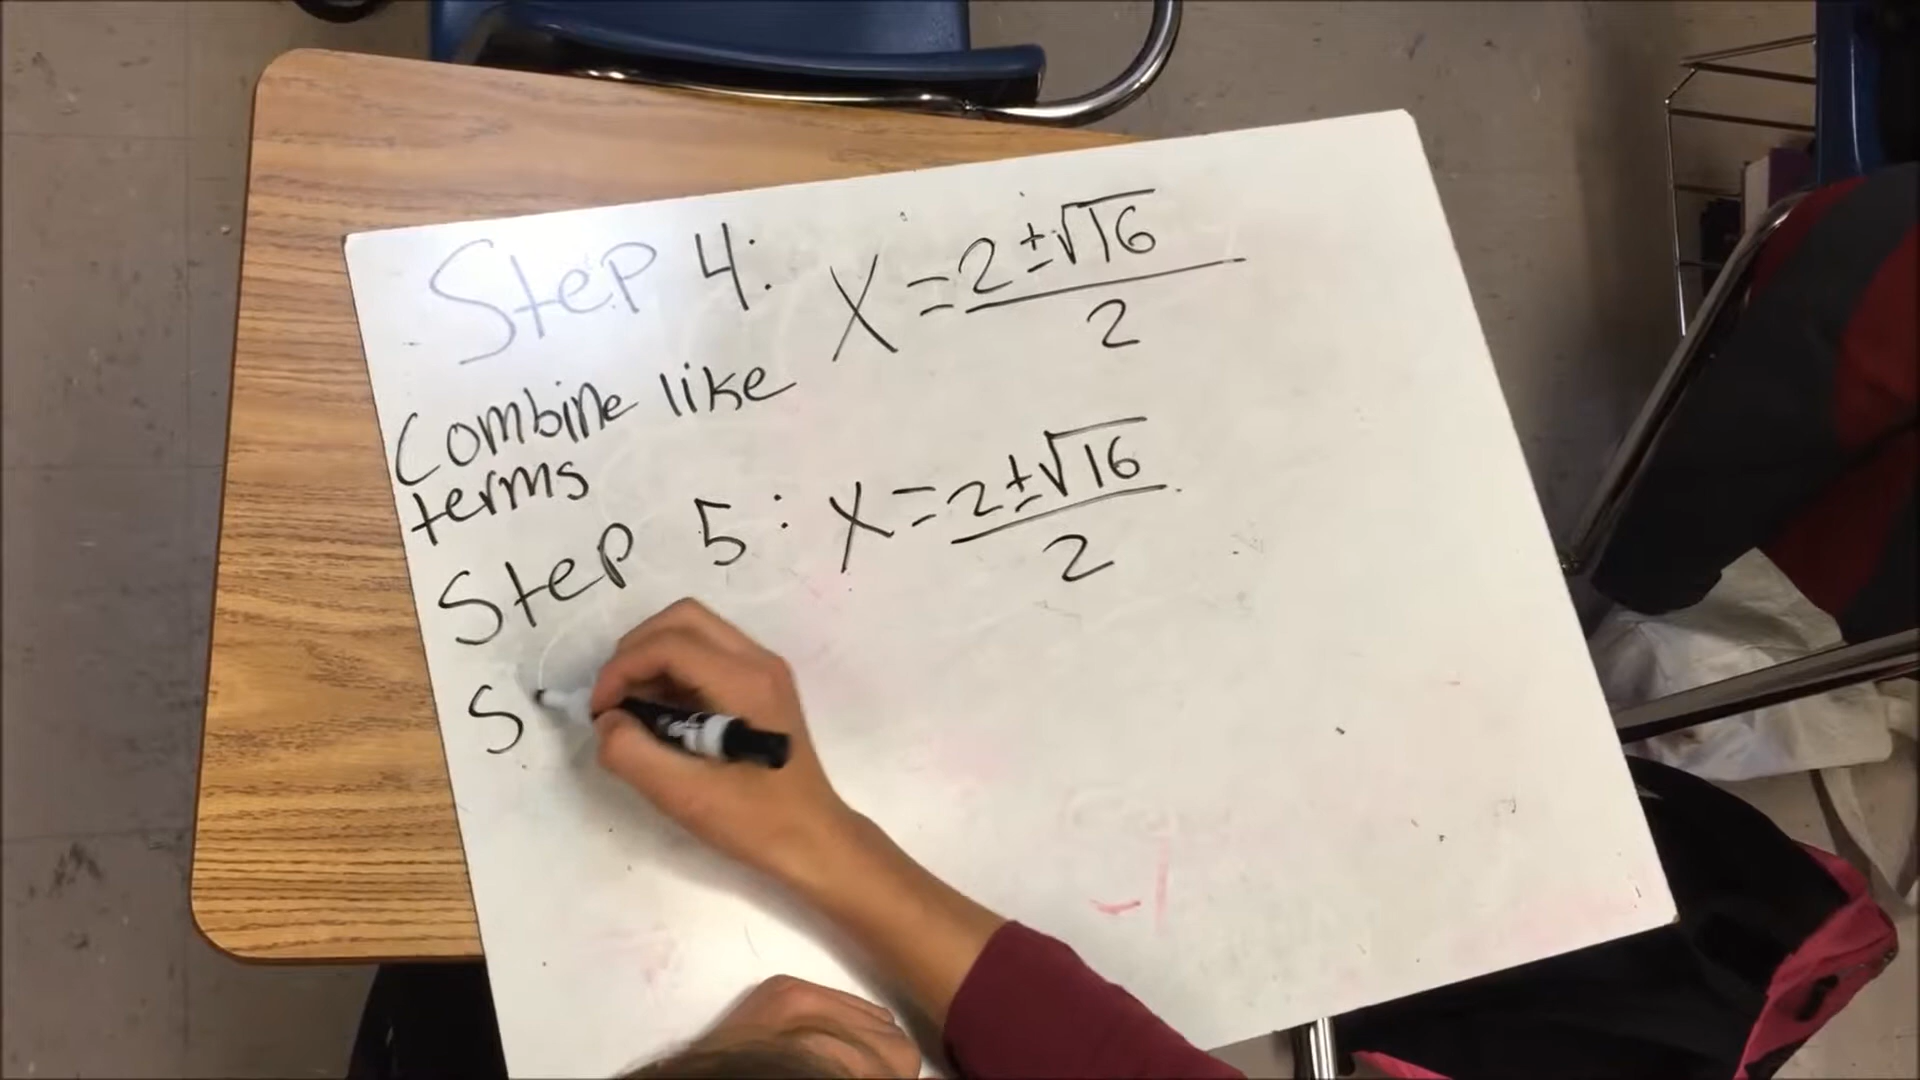 Step 4: X = 2 ± √16 / 2
Combine like
terms
Step 5: X = 2 ± √16 / 2
S